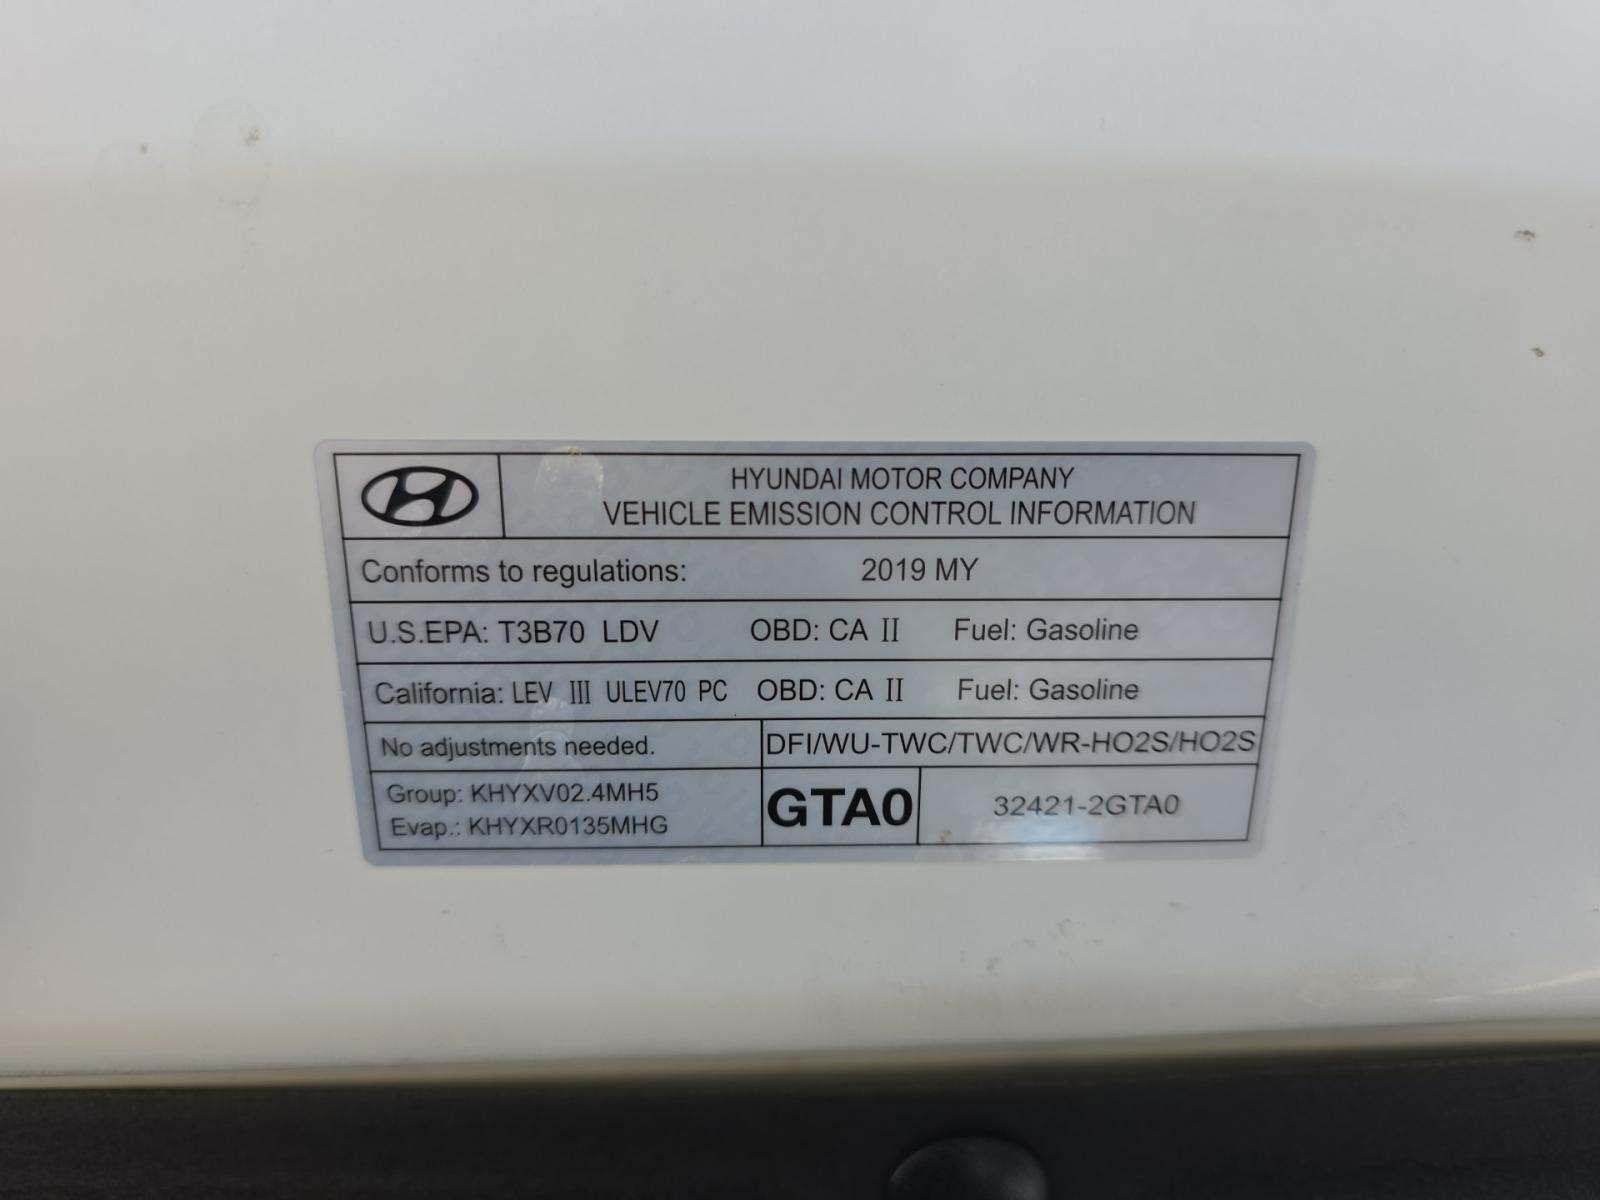 HYUNDAI MOTOR COMPANY
VEHICLE EMISSION CONTROL INFORMATION
Conforms to regulations: 2019 MY
U.S.EPA: T3B70 LDV OBD: CA II Fuel: Gasoline
California: LEV III ULEV70 PC OBD: CA II Fuel: Gasoline
No adjustments needed. DFI/WU-TWC/TWC/WR-HO2S/HO2S
Group: KHYXV02.4MH5
Evap.: KHYXR0135MHG
GTA0 32421-2GTA0